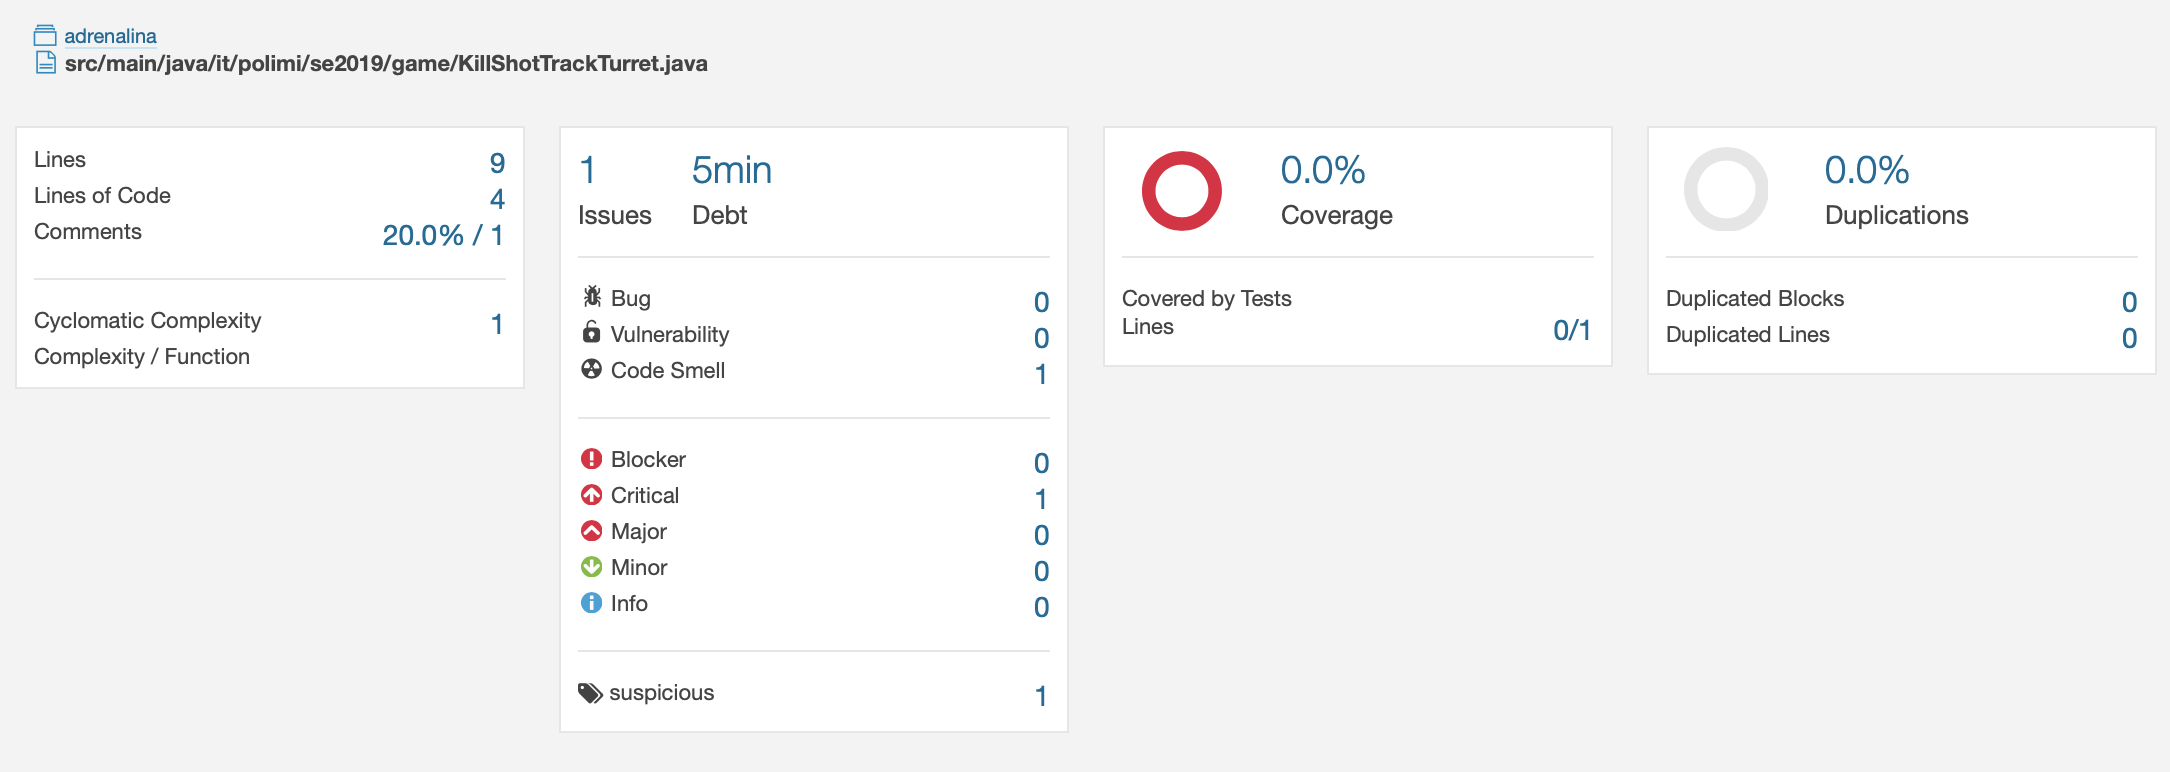 adrenalina
src/main/java/it/polimi/se2019/game/KillShotTrackTurret.java
Lines 9
Lines of Code 4
Comments 20.0% / 1
Cyclomatic Complexity 1
Complexity / Function
1 5min
Issues Debt
Bug 0
Vulnerability 0
Code Smell 1
Blocker 0
Critical 1
Major 0
Minor 0
Info 0
suspicious 1
0.0%
Coverage
Covered by Tests
Lines 0/1
0.0%
Duplications
Duplicated Blocks 0
Duplicated Lines 0